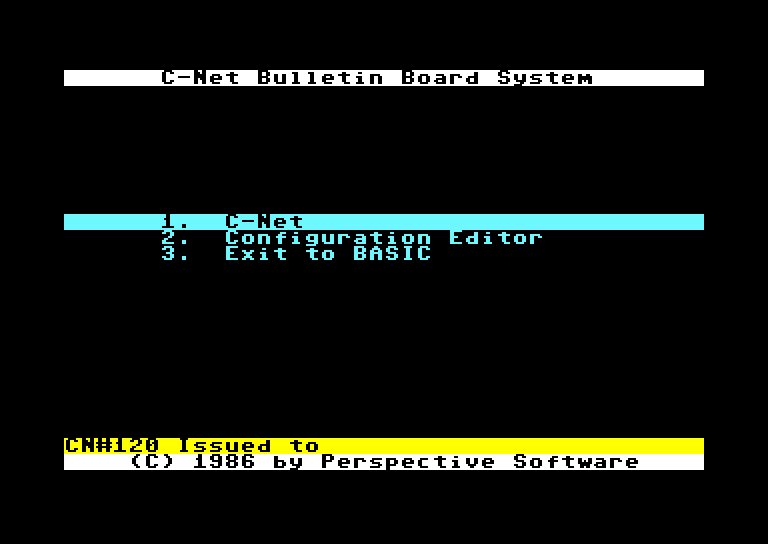 C-Net Bulletin Board System
1. C-Net
2. Configuration Editor
3. Exit to BASIC
CN#120 Issued to
(C) 1986 by Perspective Software